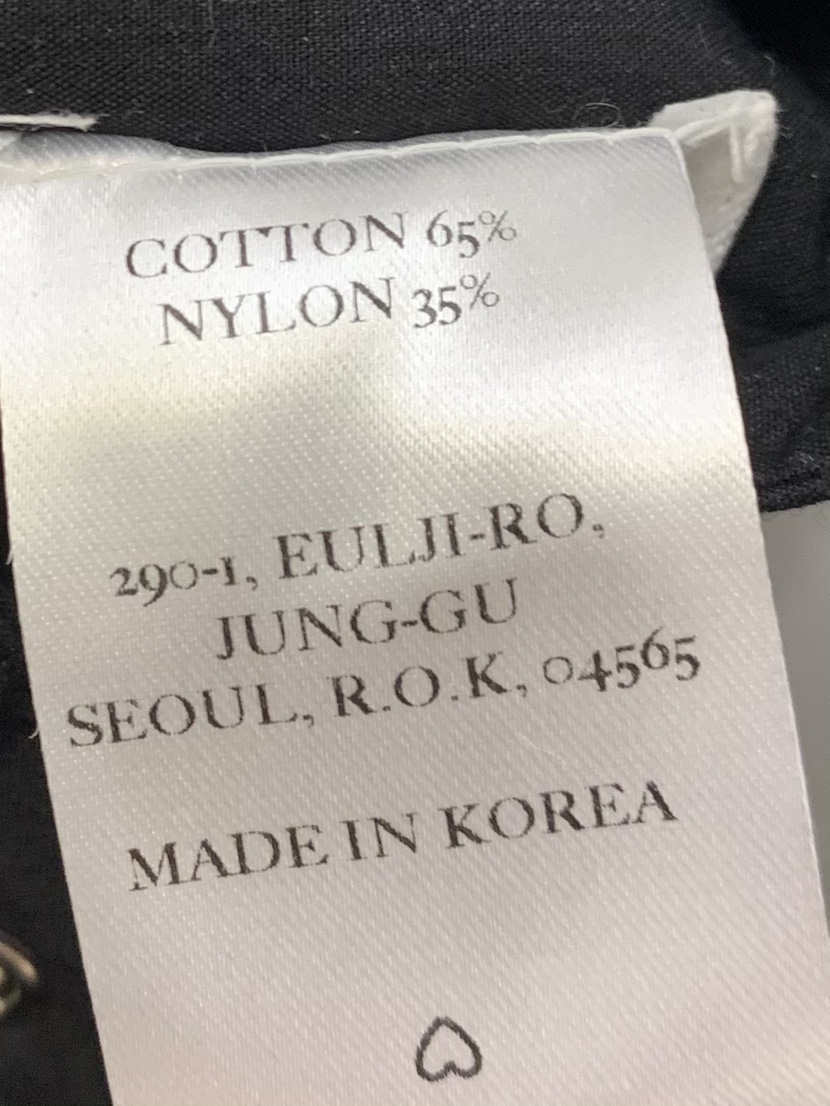 COTTON 65%
NYLON 35%
290-1, EULJI-RO,
JUNG-GU
SEOUL, R.O.K, 04565
MADE IN KOREA